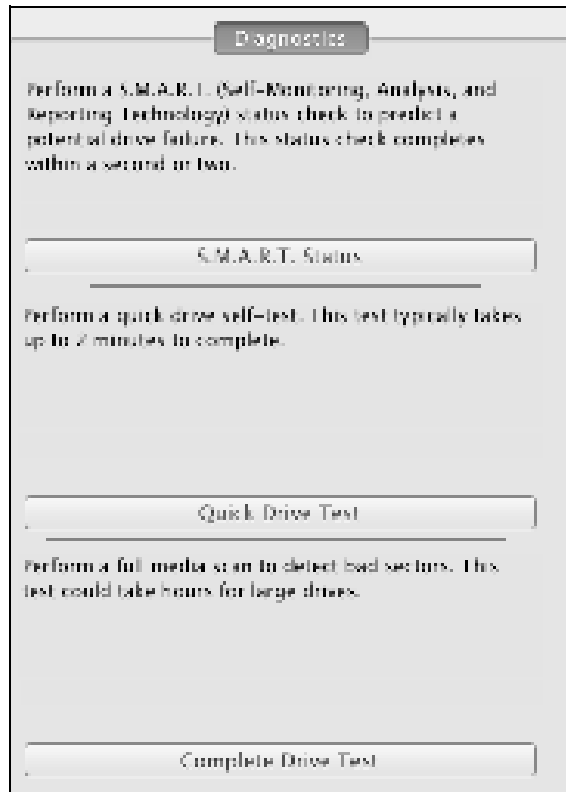 Diagnostics
Perform a S.M.A.R.T. (Self-Monitoring, Analysis, and
Reporting Technology) status check to predict a
potential drive failure. This status check completes
within a second or two.
S.M.A.R.T. Status
Perform a quick drive self-test. This test typically takes
up to 2 minutes to complete.
Quick Drive Test
Perform a full media scan to detect bad sectors. This
test could take hours for large drives.
Complete Drive Test